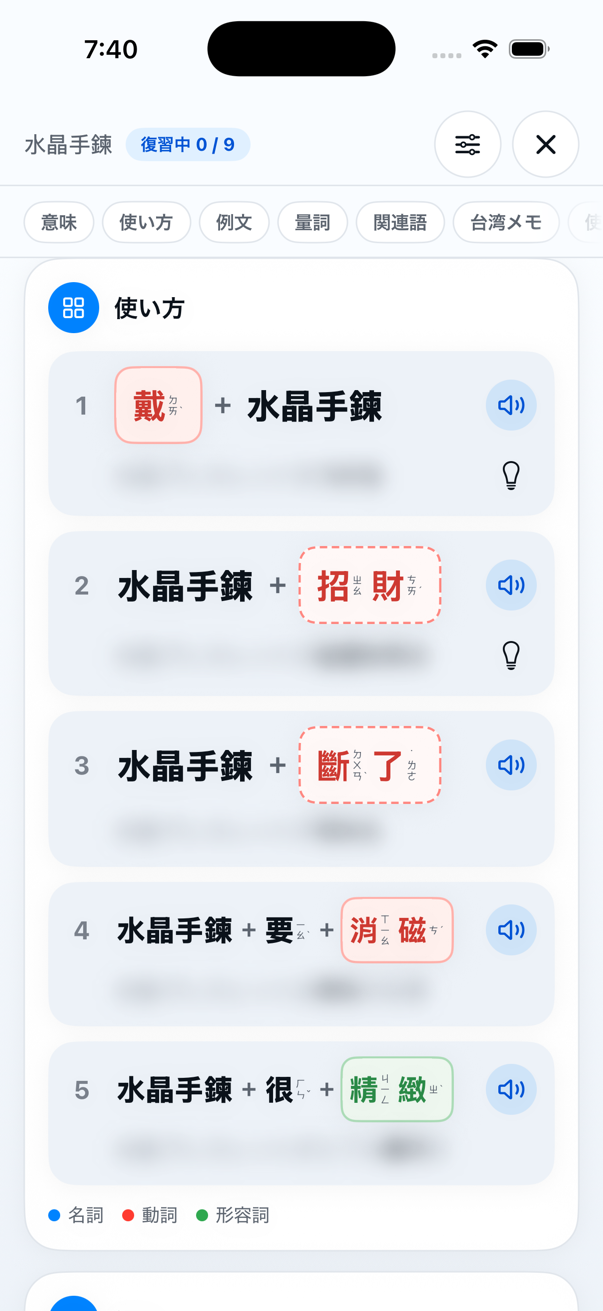 7:40
水晶手鍊 復習中 0 / 9
意味 使い方 例文 量詞 関連語 台湾メモ
使い方
1 戴ㄉㄞˋ + 水晶手鍊
2 水晶手鍊 + 招ㄓㄠ財ㄘㄞˊ
3 水晶手鍊 + 斷ㄉㄨㄢˋ了˙ㄌㄜ
4 水晶手鍊 + 要ㄧㄠˋ + 消ㄒㄧㄠ磁ㄘˊ
5 水晶手鍊 + 很ㄏㄣˇ + 精ㄐㄧㄥ緻ㄓˋ
名詞 動詞 形容詞